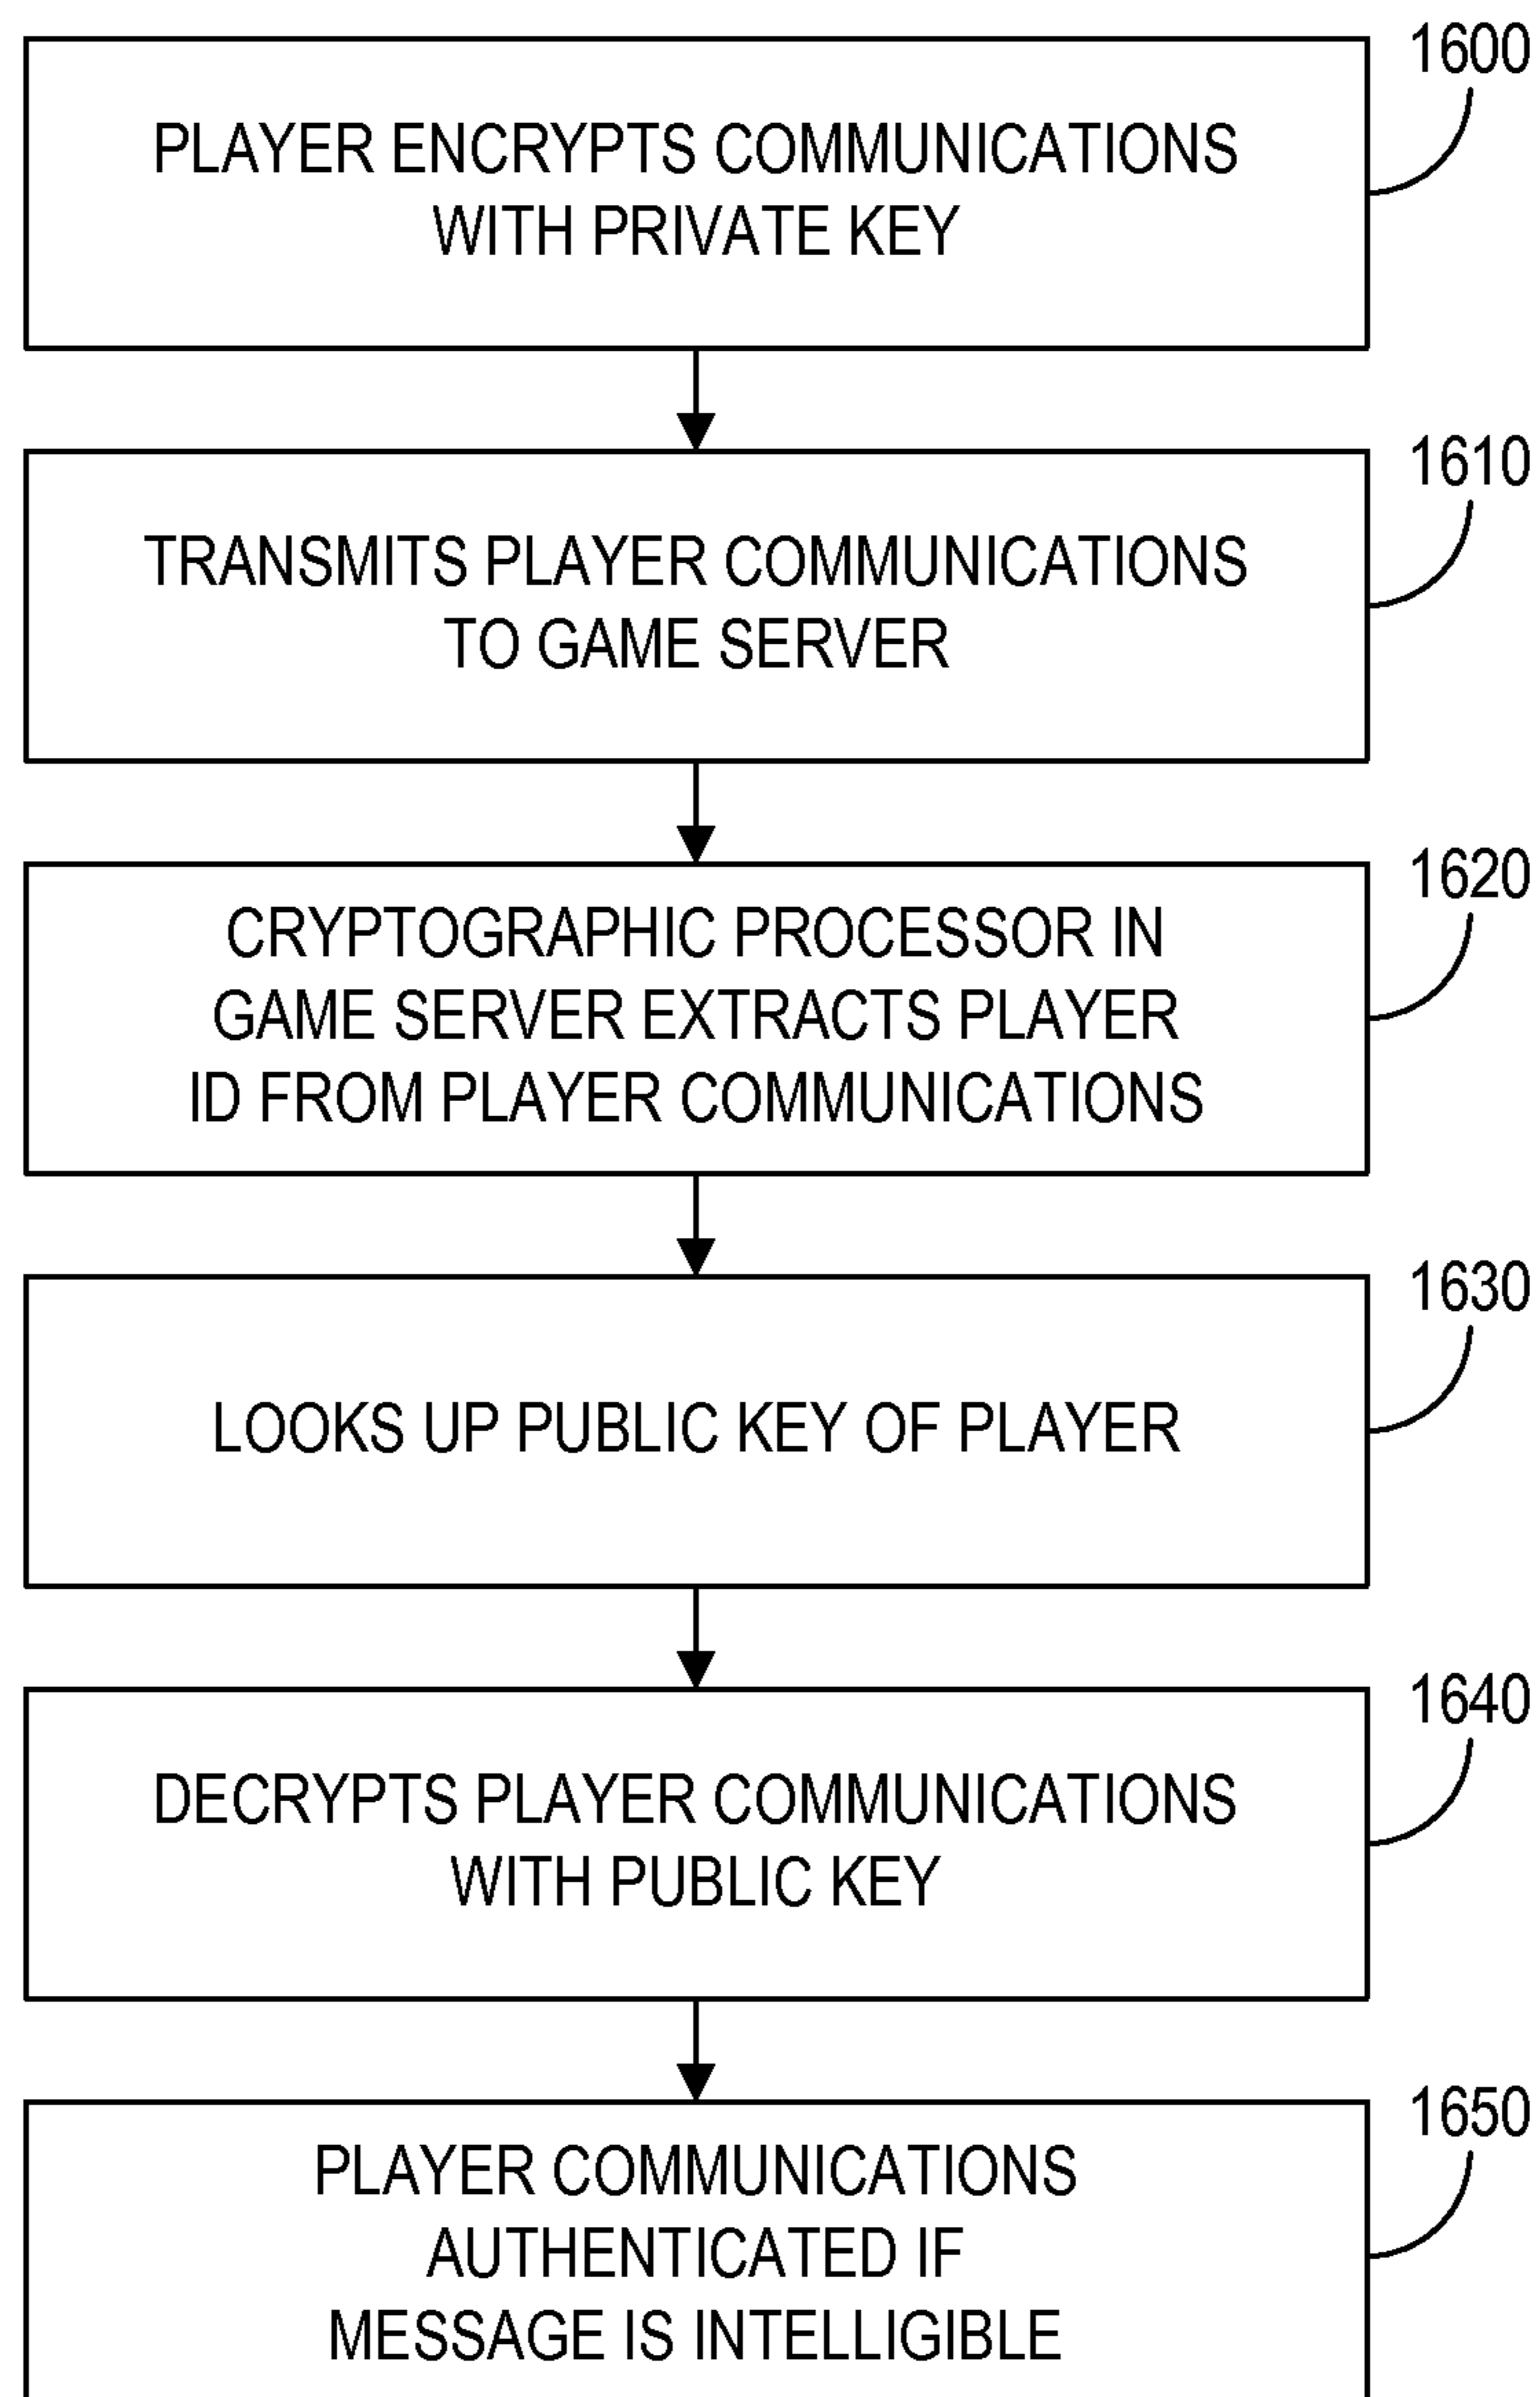 1600
PLAYER ENCRYPTS COMMUNICATIONS
WITH PRIVATE KEY
1610
TRANSMITS PLAYER COMMUNICATIONS
TO GAME SERVER
1620
CRYPTOGRAPHIC PROCESSOR IN
GAME SERVER EXTRACTS PLAYER
ID FROM PLAYER COMMUNICATIONS
1630
LOOKS UP PUBLIC KEY OF PLAYER
1640
DECRYPTS PLAYER COMMUNICATIONS
WITH PUBLIC KEY
1650
PLAYER COMMUNICATIONS
AUTHENTICATED IF
MESSAGE IS INTELLIGIBLE